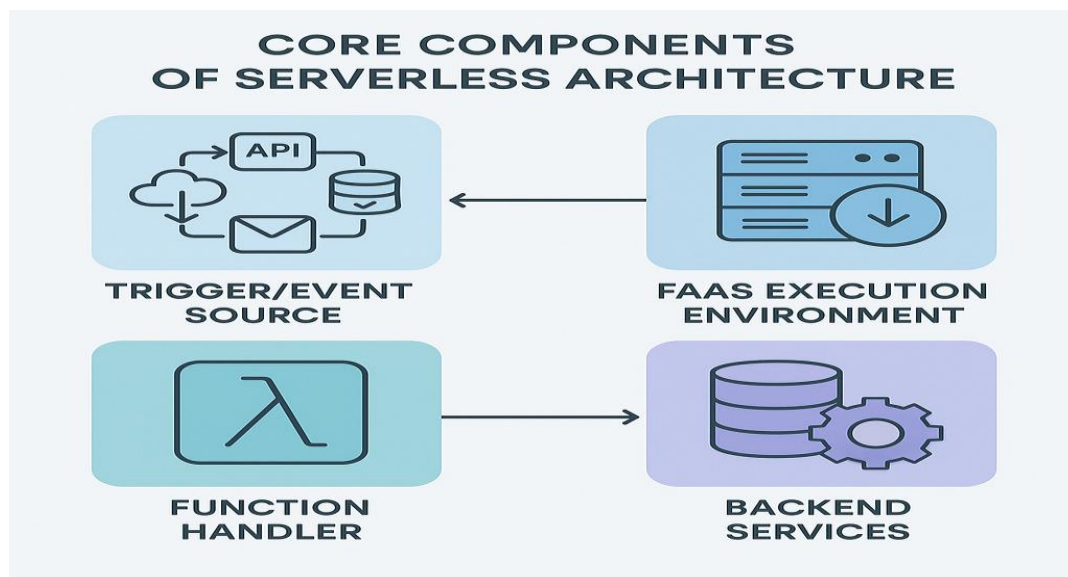 CORE COMPONENTS
OF SERVERLESS ARCHITECTURE
API
TRIGGER/EVENT
SOURCE
FAAS EXECUTION
ENVIRONMENT
λ
FUNCTION
HANDLER
BACKEND
SERVICES